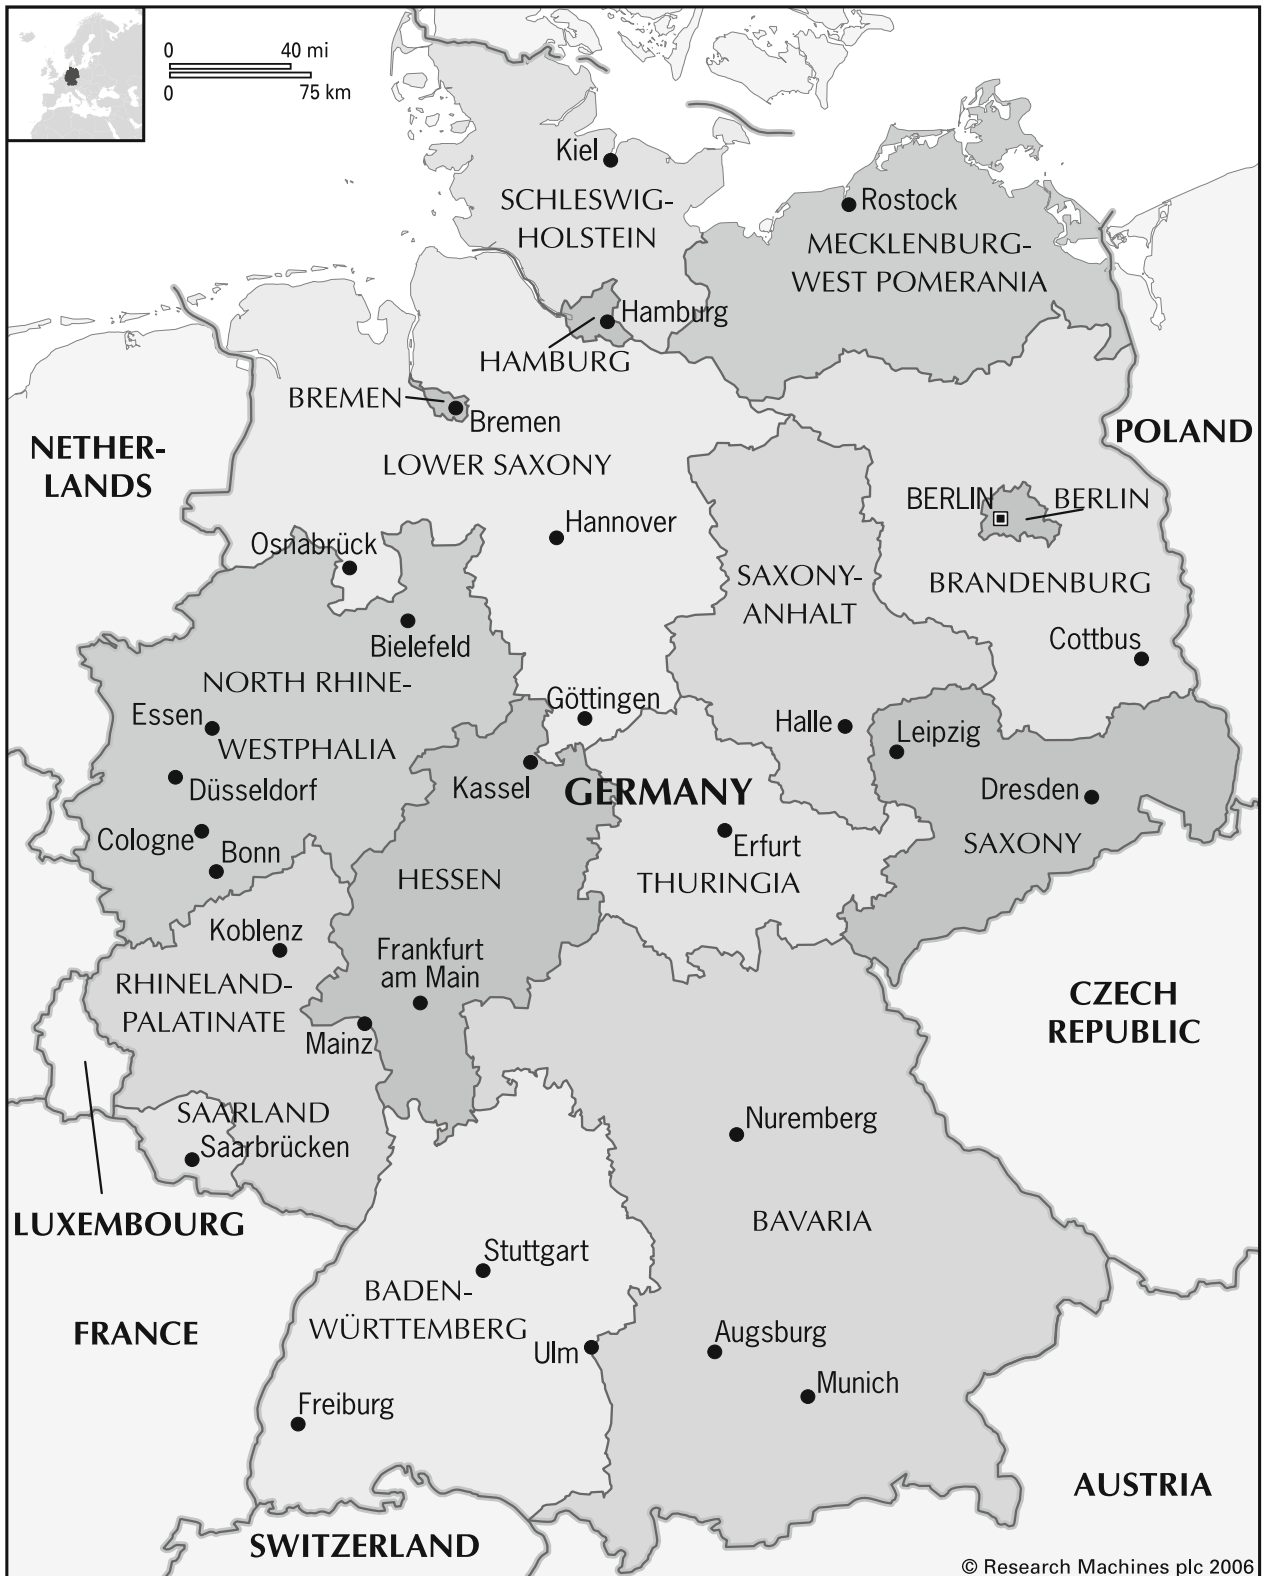 0 40 mi
0 75 km
Kiel
SCHLESWIG-
HOLSTEIN
Rostock
MECKLENBURG-
WEST POMERANIA
Hamburg
HAMBURG
BREMEN
Bremen
NETHER-
LANDS
POLAND
LOWER SAXONY
BERLIN
BERLIN
Hannover
Osnabrück
SAXONY-
ANHALT
BRANDENBURG
Bielefeld
Cottbus
NORTH RHINE-
WESTPHALIA
Göttingen
Essen
Halle
Leipzig
Düsseldorf
Kassel
GERMANY
Dresden
Cologne
Bonn
Erfurt
SAXONY
HESSEN
THURINGIA
Koblenz
Frankfurt
am Main
RHINELAND-
PALATINATE
CZECH
REPUBLIC
Mainz
SAARLAND
Saarbrücken
Nuremberg
LUXEMBOURG
BAVARIA
Stuttgart
BADEN-
WÜRTTEMBERG
FRANCE
Ulm
Augsburg
Munich
Freiburg
AUSTRIA
SWITZERLAND
© Research Machines plc 2006